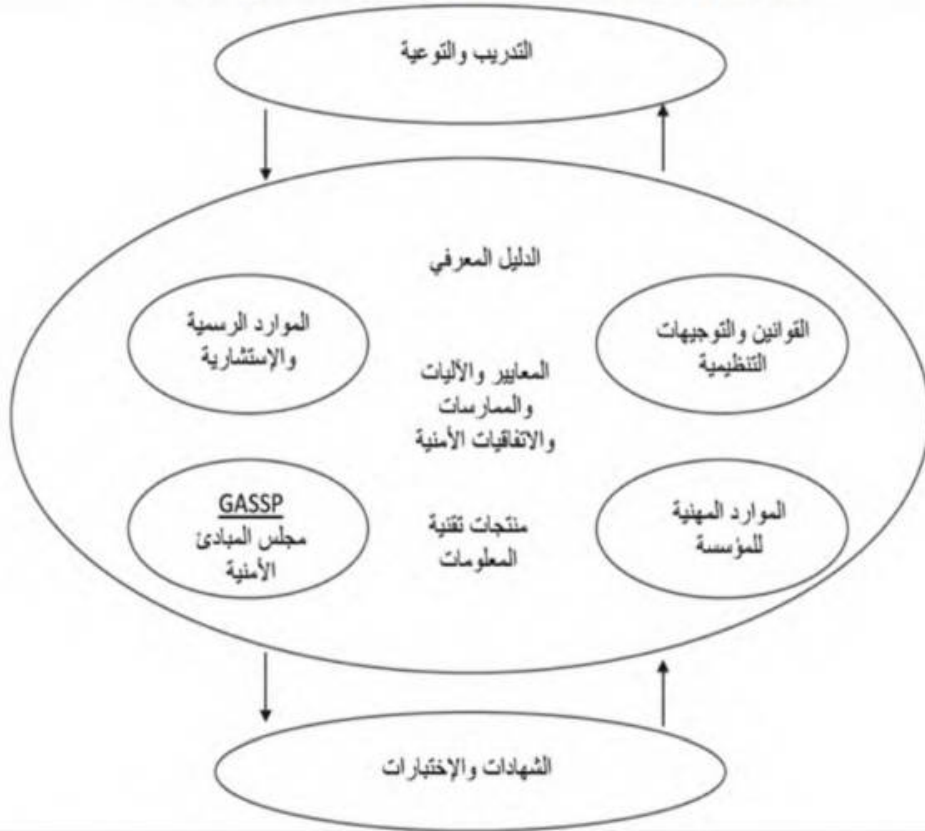 التدريب والتوعية
الدليل المعرفي
القوانين والتوجيهات
التنظيمية
الموارد الرسمية
والإستشارية
المعايير والآليات
والممارسات
والاتفاقيات الأمنية
الموارد المهنية
للمؤسسة
منتجات تقنية
المعلومات
GASSP
مجلس المبادئ
الأمنية
الشهادات والإختبارات